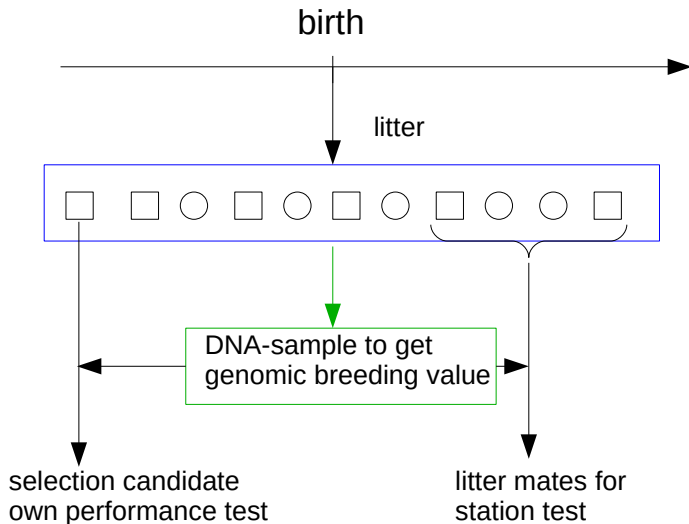 birth
litter
DNA-sample to get
genomic breeding value
selection candidate
own performance test
litter mates for
station test